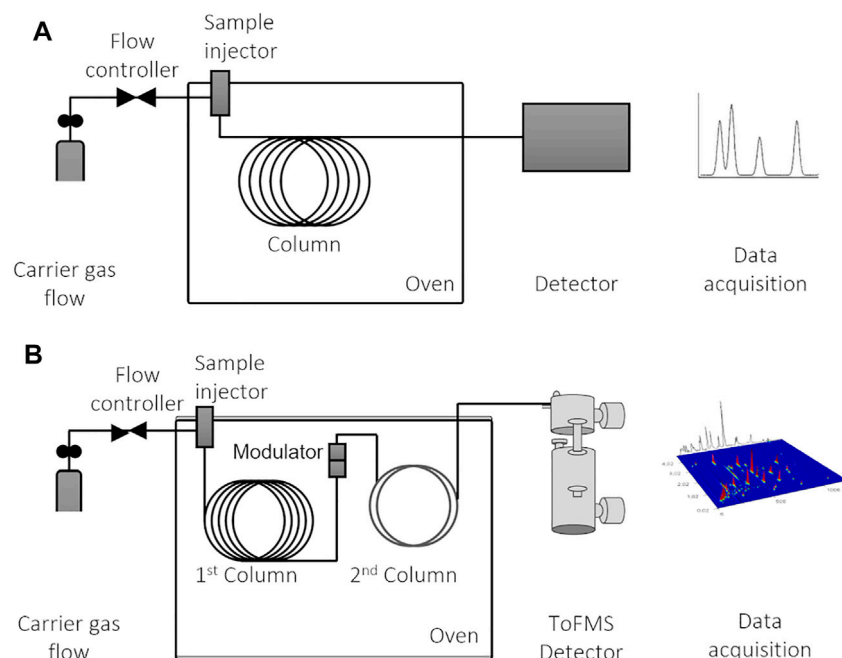 A
Sample
injector
Flow
controller
Column
Oven
Carrier gas
flow
Detector
Data
acquisition
B
Sample
injector
Flow
controller
Modulator
1st Column
2nd Column
Oven
Carrier gas
flow
ToFMS
Detector
Data
acquisition